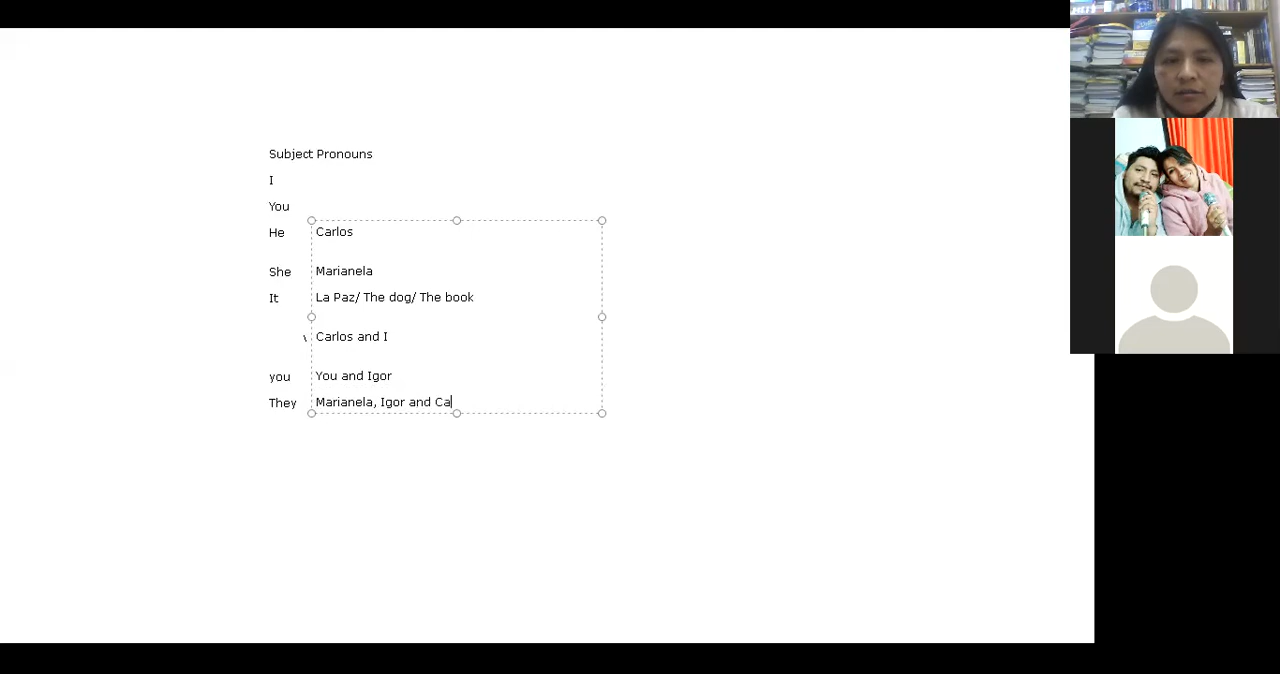 Subject Pronouns
I
You
He Carlos
She Marianela
It La Paz/ The dog/ The book
Carlos and I
you You and Igor
They Marianela, Igor and Ca